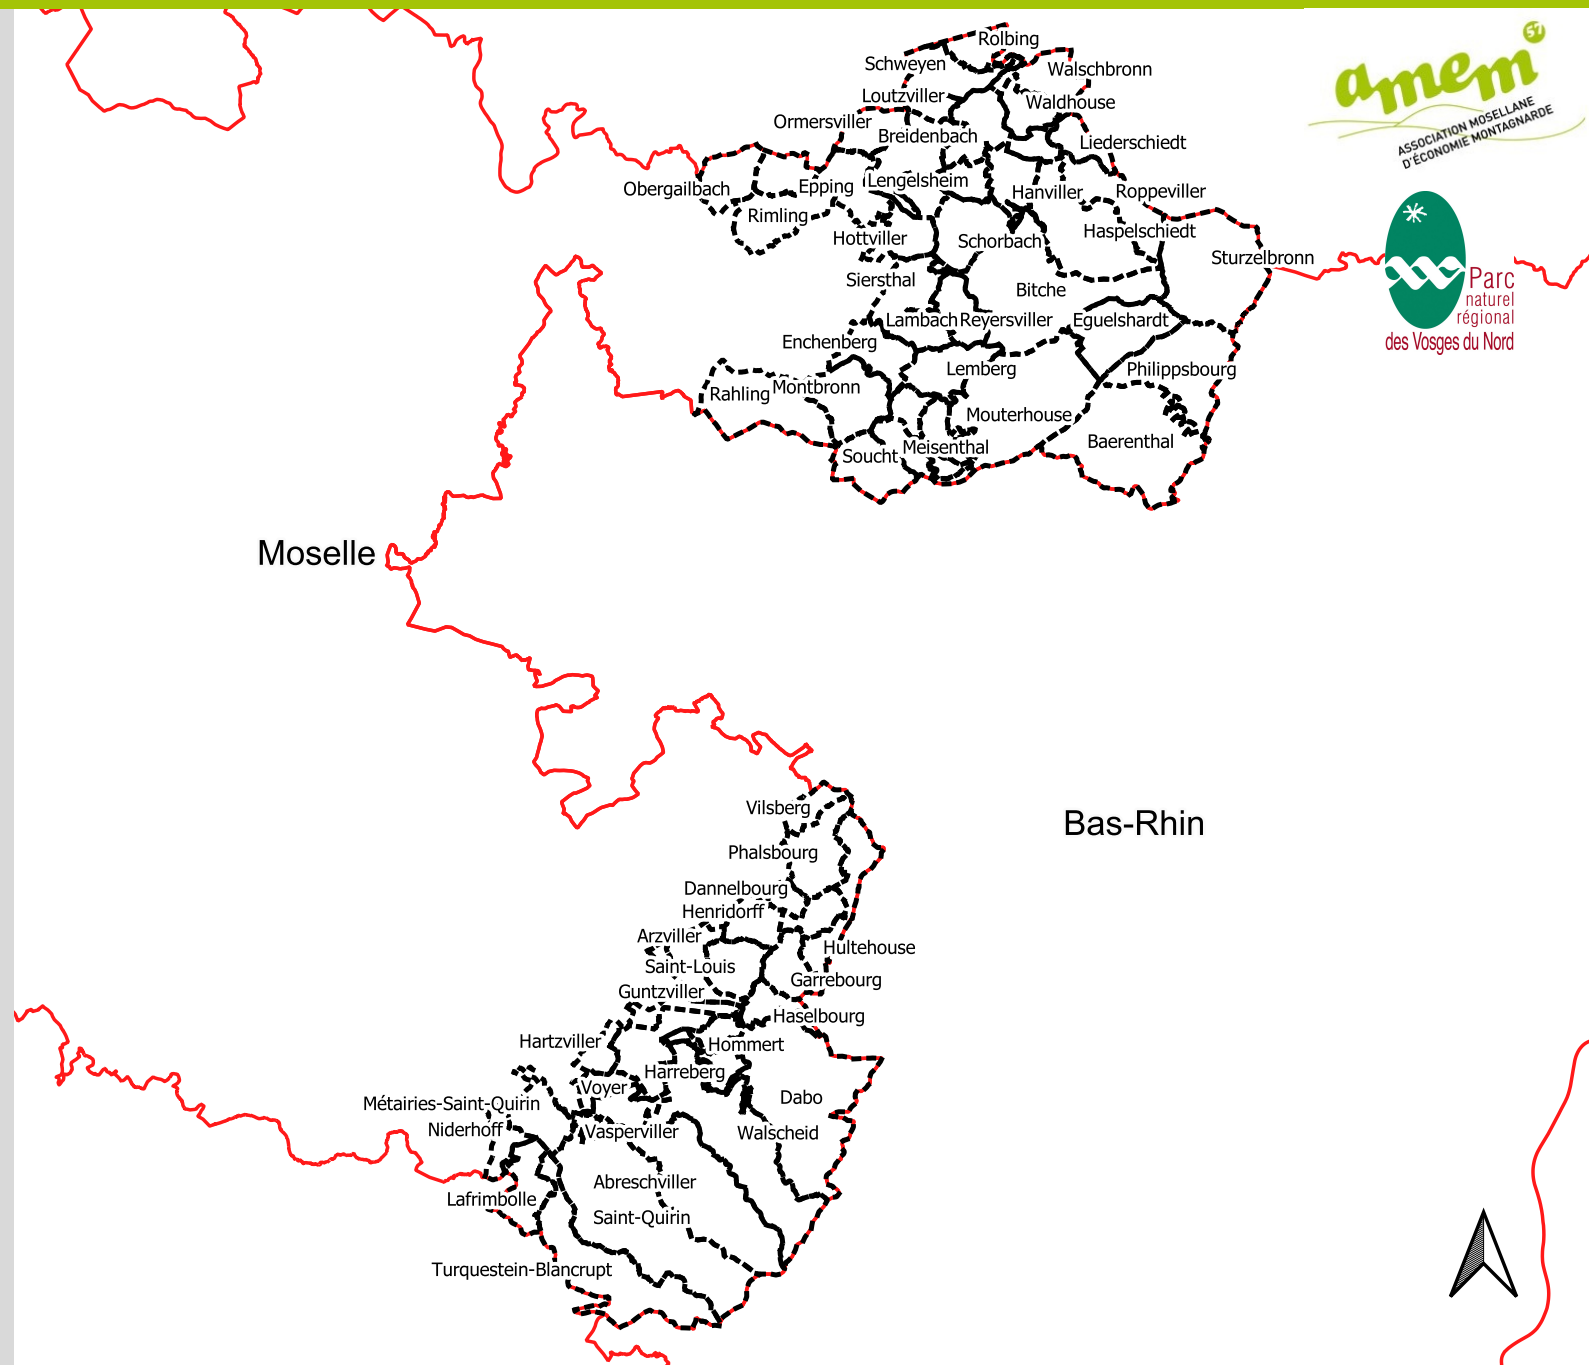 Rolbing
Schweyen
Walschbronn
Loutzviller
Waldhouse
Ormersviller
Breidenbach
Liederschiedt
Obergailbach
Epping
Lengelsheim
Hanviller
Roppeviller
Rimling
Hottviller
Schorbach
Haspelschiedt
Sturzelbronn
Siersthal
Bitche
Lambach
Reyersviller
Eguelshardt
Enchenberg
Lemberg
Philippsbourg
Rahling
Montbronn
Mouterhouse
Soucht
Meisenthal
Baerenthal
amem
57
ASSOCIATION MOSELLANE
D'ÉCONOMIE MONTAGNARDE
Parc
naturel
régional
des Vosges du Nord
Moselle
Bas-Rhin
Vilsberg
Phalsbourg
Dannelbourg
Henridorff
Arzviller
Hultehouse
Saint-Louis
Garrebourg
Guntzviller
Haselbourg
Hartzviller
Hommert
Harreberg
Voyer
Dabo
Métairies-Saint-Quirin
Niderhoff
Vasperviller
Walscheid
Abreschviller
Lafrimbolle
Saint-Quirin
Turquestein-Blancrupt